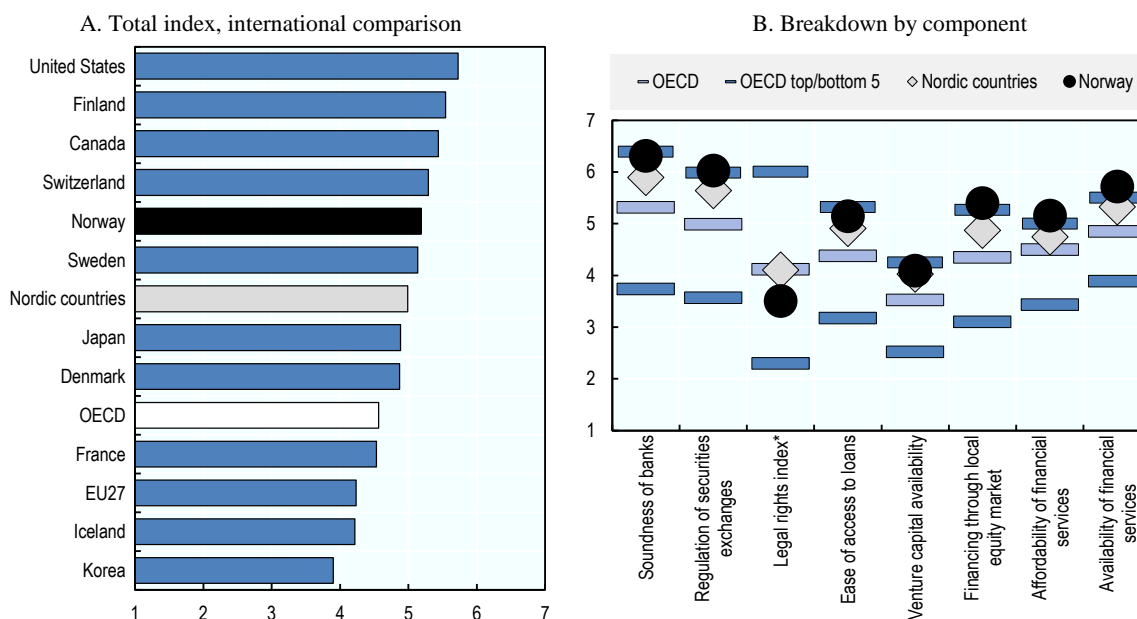 A. Total index, international comparison
United States
Finland
Canada
Switzerland
Norway
Sweden
Nordic countries
Japan
Denmark
OECD
France
EU27
Iceland
Korea
1 2 3 4 5 6 7
B. Breakdown by component
OECD OECD top/bottom 5 Nordic countries Norway
7
6
5
4
3
2
1
Soundness of banks
Regulation of securities
exchanges
Legal rights index*
Ease of access to loans
Venture capital availability
Financing through local
equity market
Affordability of financial
services
Availability of financial
services